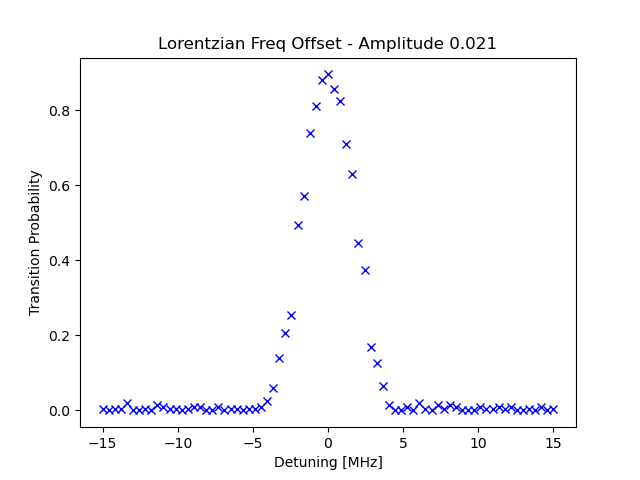 Lorentzian Freq Offset - Amplitude 0.021
Transition Probability
0.8
0.6
0.4
0.2
0.0
−15 −10 −5 0 5 10 15
Detuning [MHz]